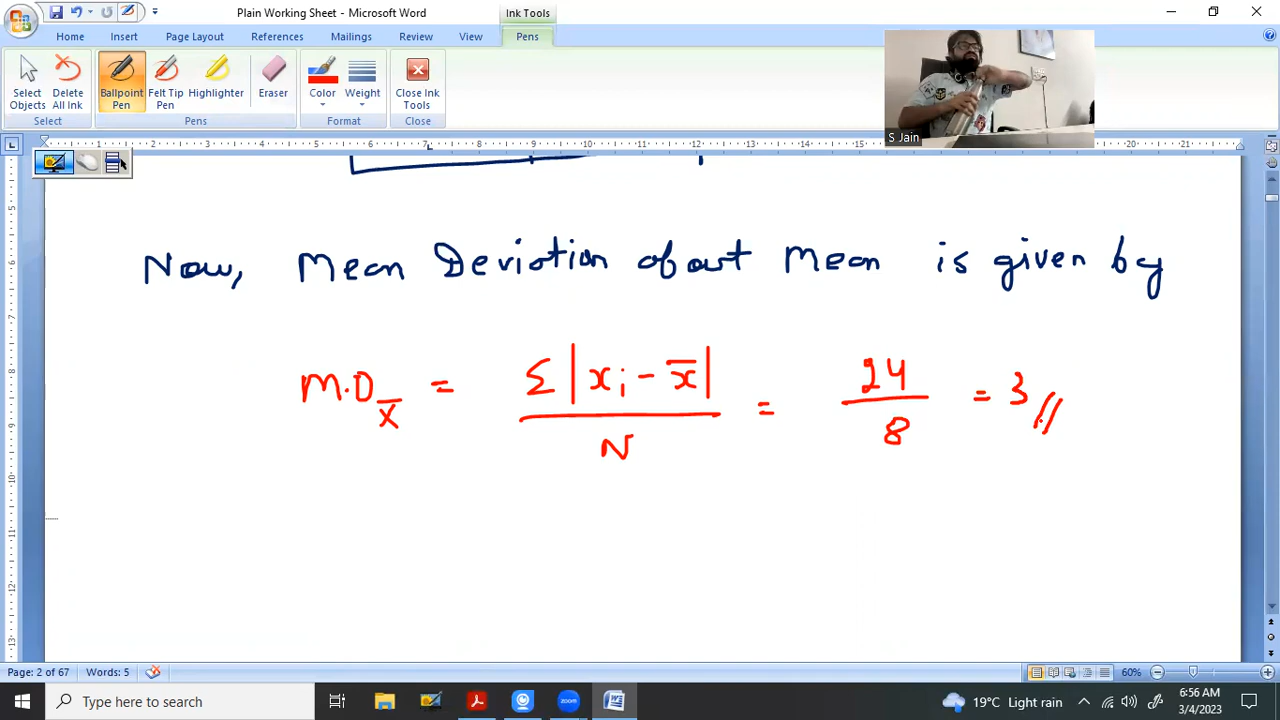 Plain Working Sheet - Microsoft Word
Ink Tools
Home Insert Page Layout References Mailings Review View Pens
Select Objects
Delete All Ink
Ballpoint Pen
Felt Tip Pen
Highlighter
Eraser
Color
Weight
Close Ink Tools
Select Pens Format Close
S Jain
Now, Mean Deviation about Mean is given by
M.D_x̄ = Σ|xᵢ - x̄| / N = 24 / 8 = 3 //
Page: 2 of 67 Words: 5 60%
Type here to search
19°C Light rain
6:56 AM
3/4/2023